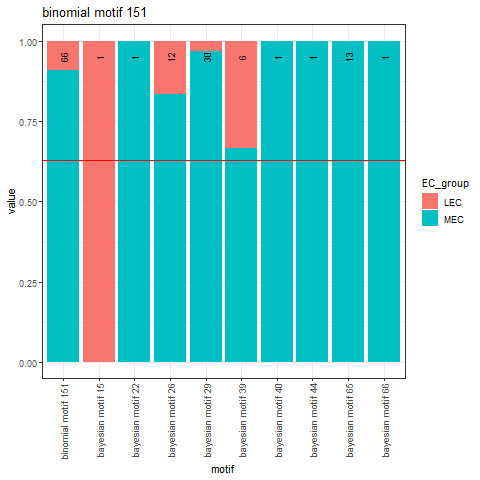 binomial motif 151
1.00
0.75
0.50
0.25
0.00
value
66
1
1
12
30
6
1
1
13
1
binomial motif 151
bayesian motif 15
bayesian motif 22
bayesian motif 26
bayesian motif 29
bayesian motif 39
bayesian motif 40
bayesian motif 44
bayesian motif 65
bayesian motif 66
motif
EC_group
LEC
MEC